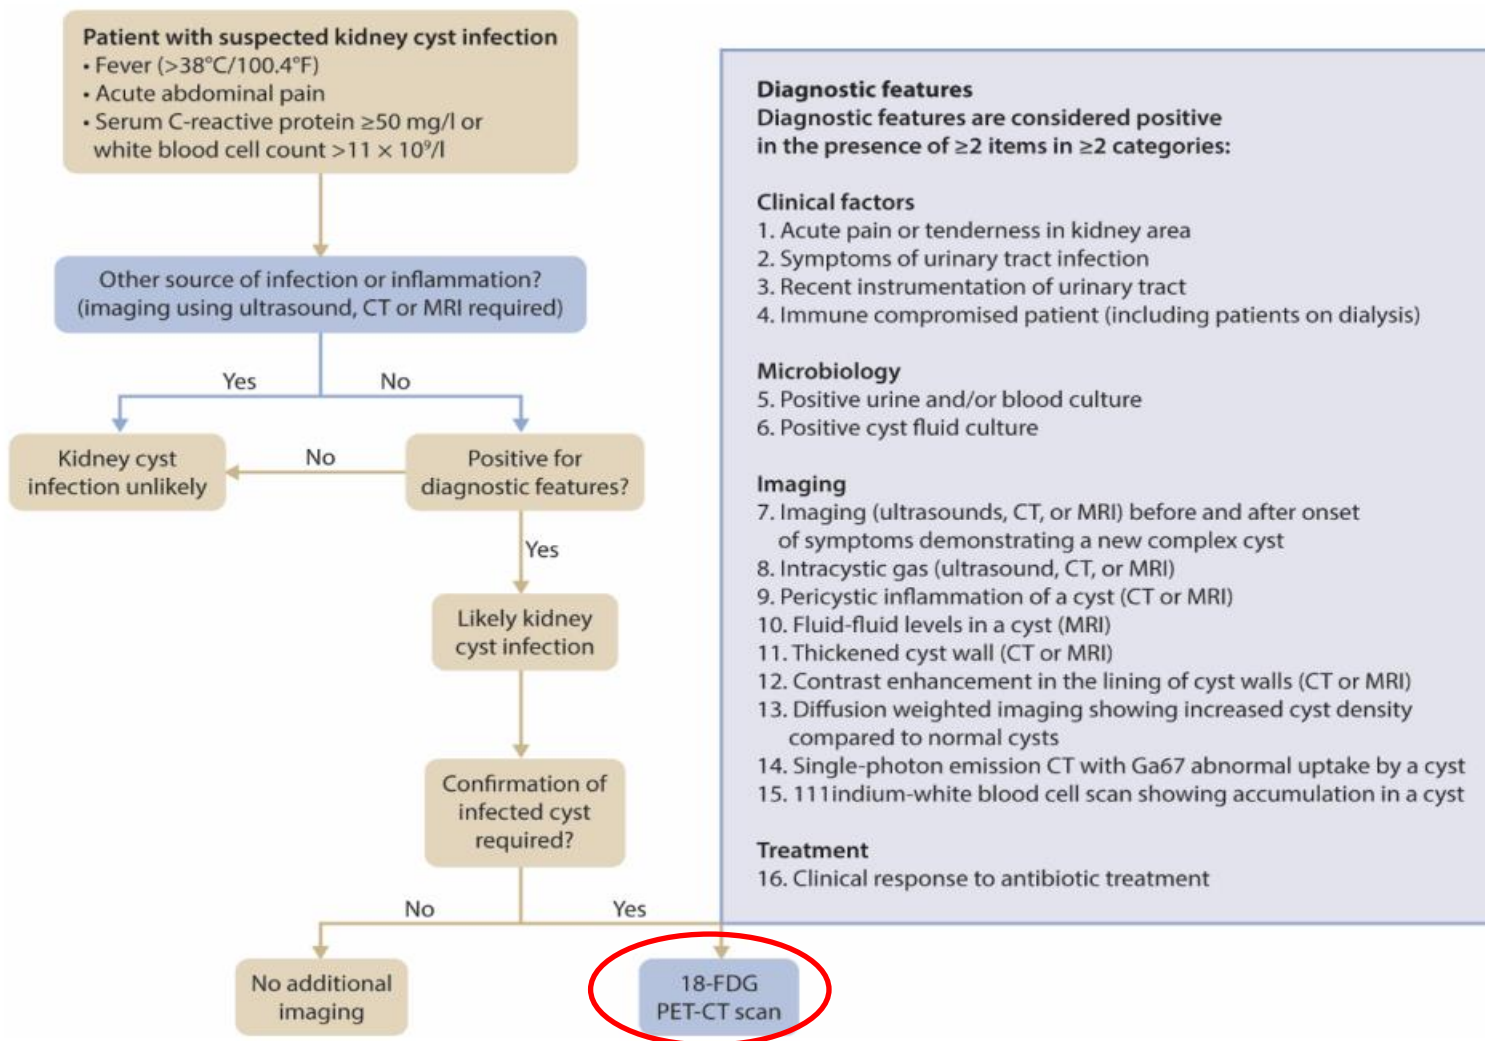 Patient with suspected kidney cyst infection
• Fever (>38°C/100.4°F)
• Acute abdominal pain
• Serum C-reactive protein ≥50 mg/l or
white blood cell count >11 × 10⁹/l
Other source of infection or inflammation?
(imaging using ultrasound, CT or MRI required)
Yes
No
Kidney cyst
infection unlikely
No
Positive for
diagnostic features?
Yes
Likely kidney
cyst infection
Confirmation of
infected cyst
required?
No
Yes
No additional
imaging
18-FDG
PET-CT scan
Diagnostic features
Diagnostic features are considered positive
in the presence of ≥2 items in ≥2 categories:
Clinical factors
1. Acute pain or tenderness in kidney area
2. Symptoms of urinary tract infection
3. Recent instrumentation of urinary tract
4. Immune compromised patient (including patients on dialysis)
Microbiology
5. Positive urine and/or blood culture
6. Positive cyst fluid culture
Imaging
7. Imaging (ultrasounds, CT, or MRI) before and after onset
of symptoms demonstrating a new complex cyst
8. Intracystic gas (ultrasound, CT, or MRI)
9. Pericystic inflammation of a cyst (CT or MRI)
10. Fluid-fluid levels in a cyst (MRI)
11. Thickened cyst wall (CT or MRI)
12. Contrast enhancement in the lining of cyst walls (CT or MRI)
13. Diffusion weighted imaging showing increased cyst density
compared to normal cysts
14. Single-photon emission CT with Ga67 abnormal uptake by a cyst
15. 111indium-white blood cell scan showing accumulation in a cyst
Treatment
16. Clinical response to antibiotic treatment